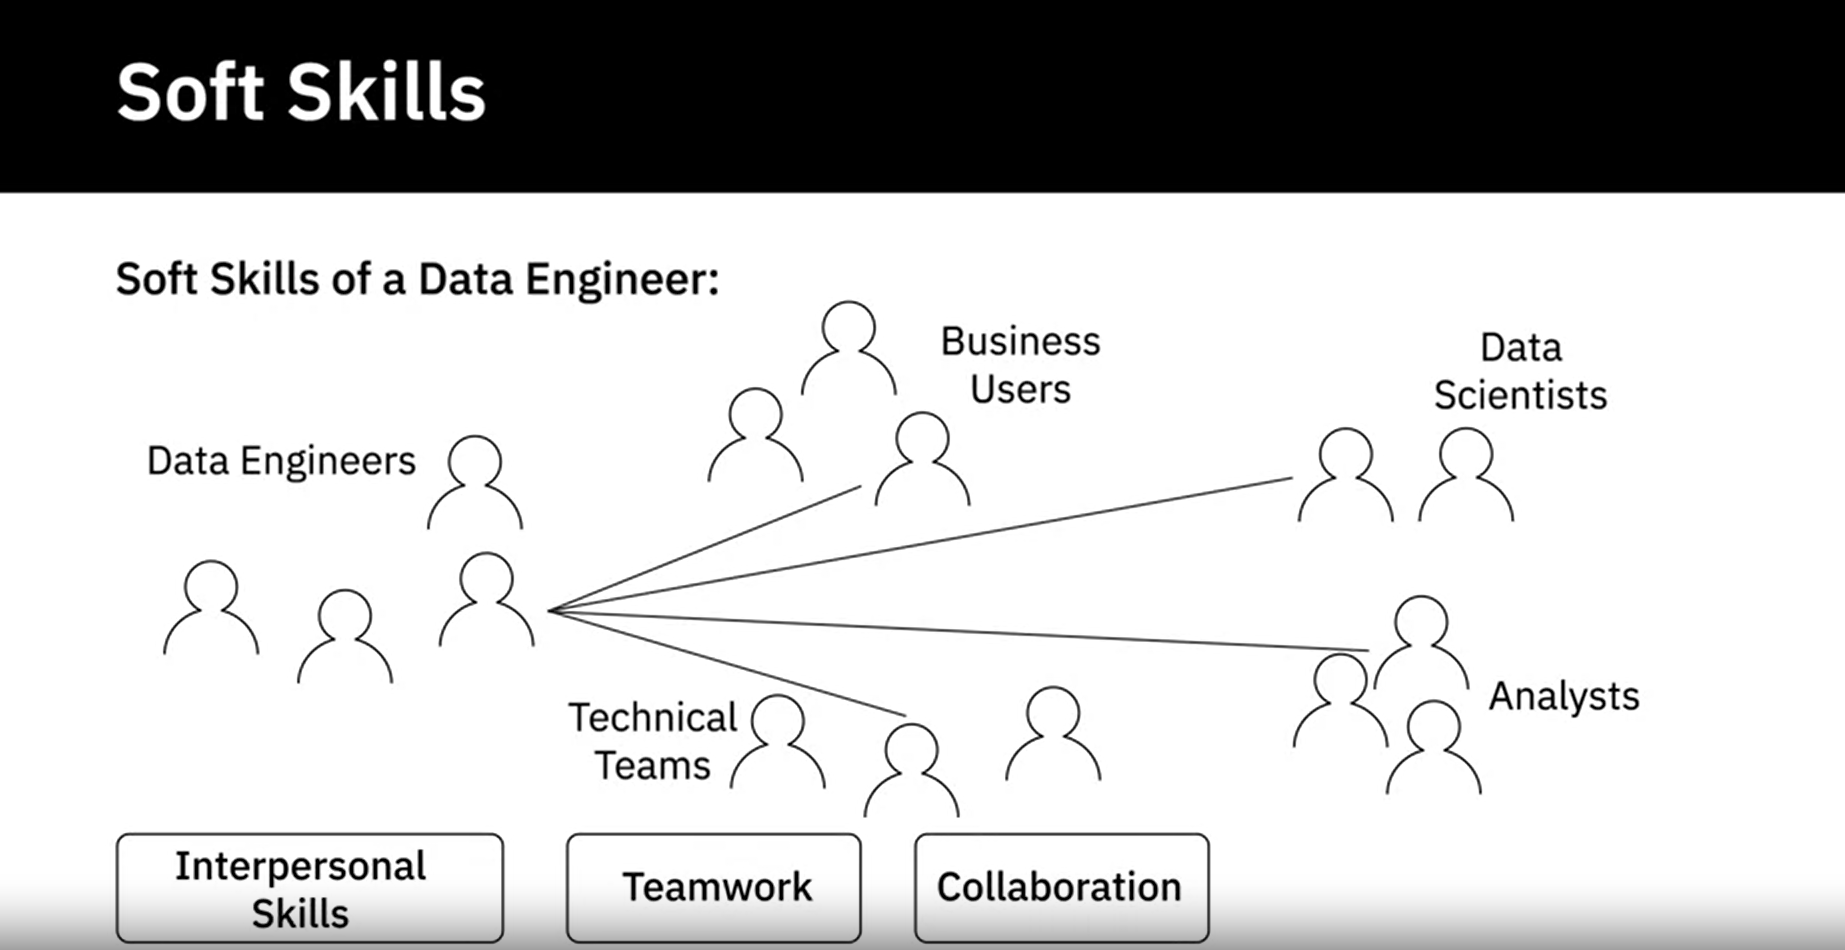 Soft Skills
Soft Skills of a Data Engineer:
Business
Users
Data
Scientists
Data Engineers
Technical
Teams
Analysts
Interpersonal
Skills
Teamwork
Collaboration